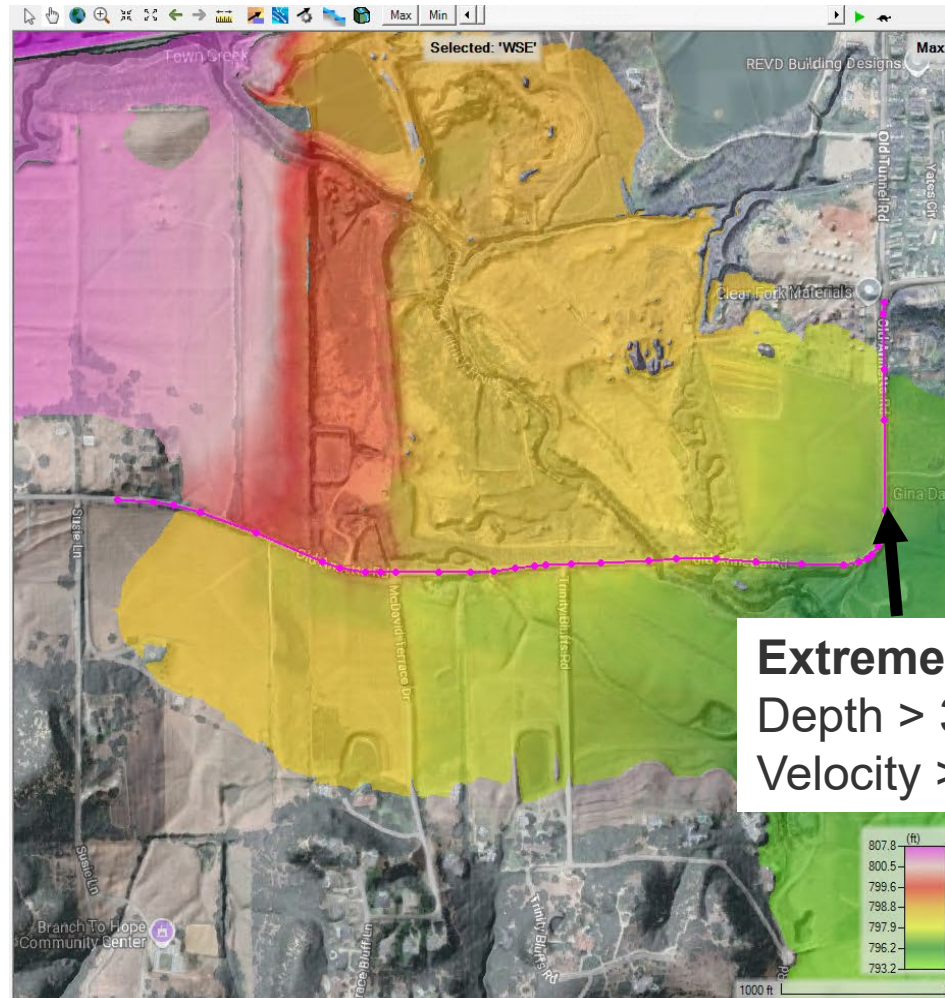 Max Min
Selected: 'WSE'
Max
Town Creek
REVD Building Designs
Old Tunnel Rd
Yates Cir
Clear Fork Materials
Gina Da
Susie Ln
McDavid Terrace Dr
Trinity Bluffs Rd
Extreme
Depth > 3
Velocity >
Susie Ln
Branch To Hope
Community Center
race Bluff Ln
Trinity Bluffs Rd
(ft)
807.8
800.5
799.6
798.8
797.9
796.2
793.2
1000 ft